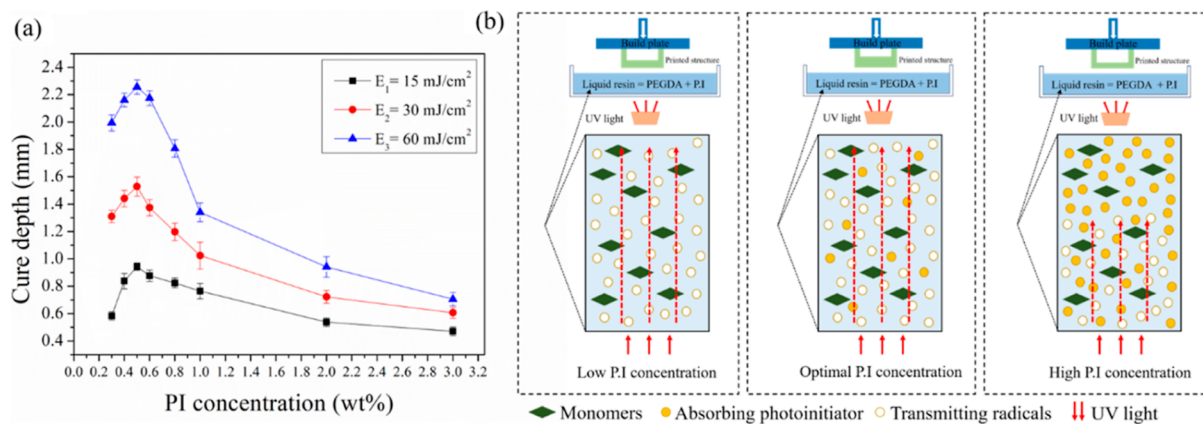 (a)
2.4
2.2
2.0
1.8
1.6
1.4
1.2
1.0
0.8
0.6
0.4
Cure depth (mm)
E1= 15 mJ/cm2
E2= 30 mJ/cm2
E3= 60 mJ/cm2
0.0 0.2 0.4 0.6 0.8 1.0 1.2 1.4 1.6 1.8 2.0 2.2 2.4 2.6 2.8 3.0 3.2
PI concentration (wt%)
(b)
Build plate
Printed structure
Liquid resin = PEGDA + P.I
UV light
Low P.I concentration
Build plate
Printed structure
Liquid resin = PEGDA + P.I
UV light
Optimal P.I concentration
Build plate
Printed structure
Liquid resin = PEGDA + P.I
UV light
High P.I concentration
Monomers Absorbing photoinitiator Transmitting radicals UV light